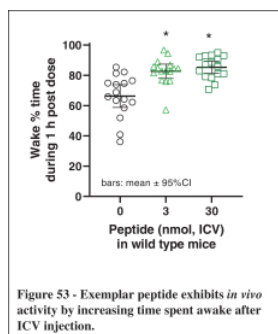 Wake % time
during 1 h post dose
100
80
60
40
20
0
*
*
bars: mean ± 95%CI
0
3
30
Peptide (nmol, ICV)
in wild type mice
Figure 53 - Exemplar peptide exhibits in vivo
activity by increasing time spent awake after
ICV injection.